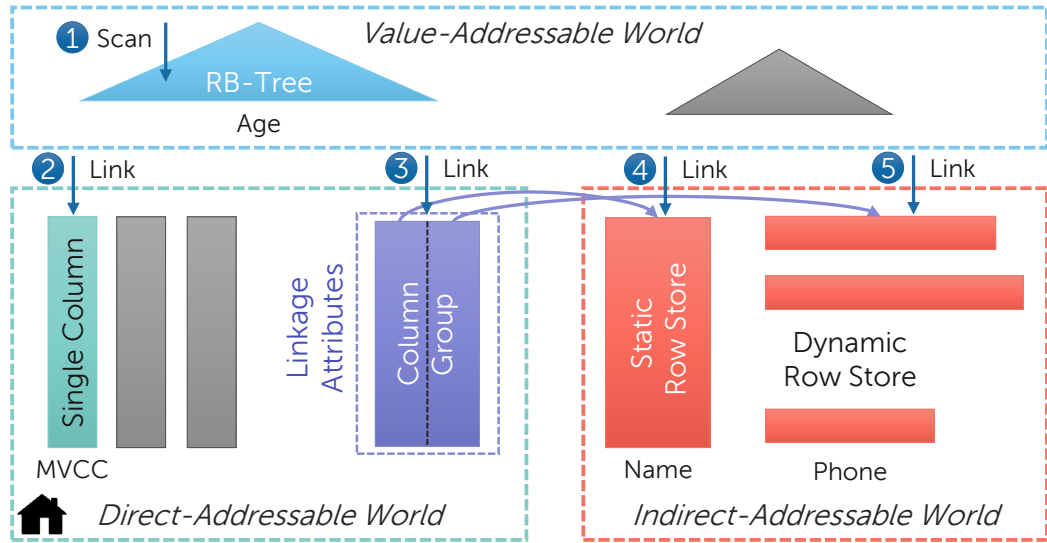 Value-Addressable World
1 Scan
RB-Tree
Age
2 Link
3 Link
4 Link
5 Link
Single Column
MVCC
Linkage
Attributes
Column
Group
Static
Row Store
Name
Dynamic
Row Store
Phone
Direct-Addressable World
Indirect-Addressable World